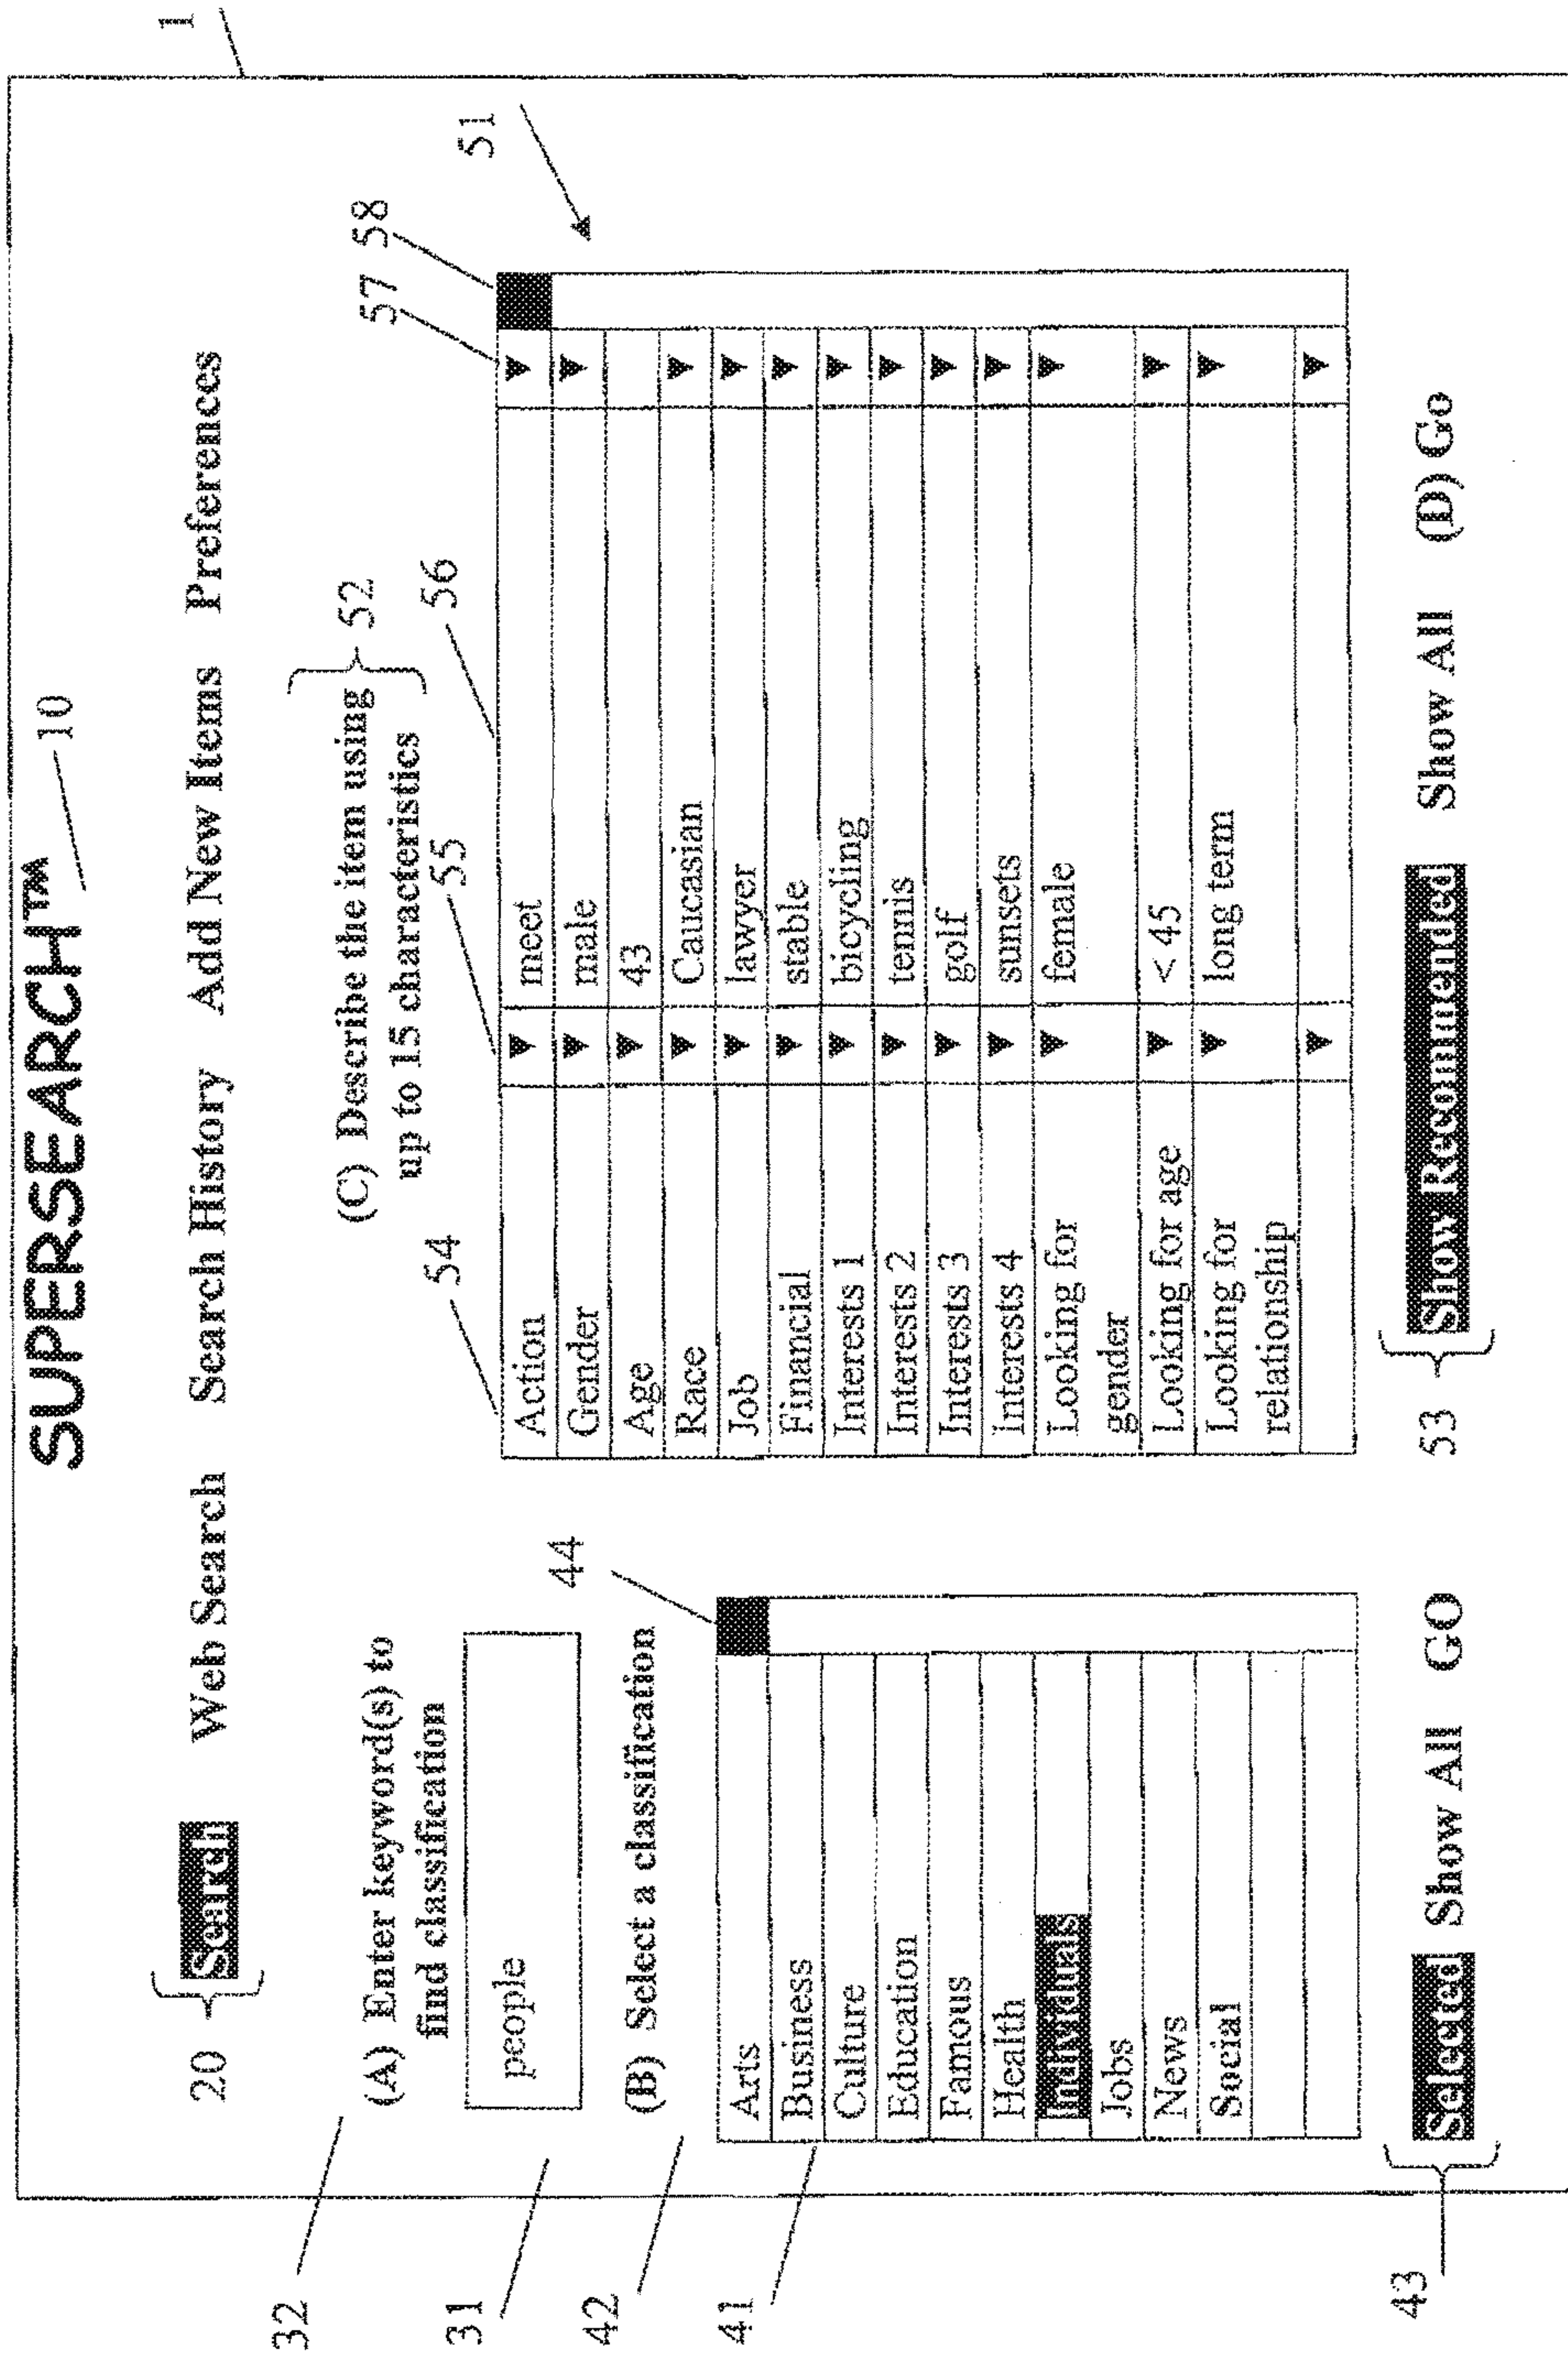 1
SUPERSEARCH™
10
20
Search Web Search Search History Add New Items Preferences
32
(A) Enter keyword(s) to
find classification
31
people
42
(B) Select a classification
44
41
Arts
Business
Culture
Education
Famous
Health
Individuals
Jobs
News
Social
43
Selected Show All GO
(C) Describe the item using
up to 15 characteristics
52
54
55
56
57
58
51
Action meet
Gender male
Age 43
Race Caucasian
Job lawyer
Financial stable
Interests 1 bicycling
Interests 2 tennis
Interests 3 golf
interests 4 sunsets
Looking for female
gender
Looking for age < 45
Looking for long term
relationship
53
Show Recommended Show All (D) Go